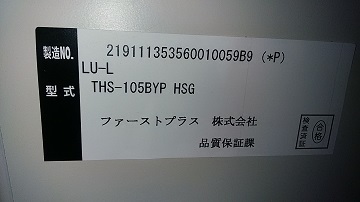 製造NO. 219111353560010059B9 (*P)
LU-L
型式 THS-105BYP HSG
ファーストプラス 株式会社
品質保証課
検査済証 合格